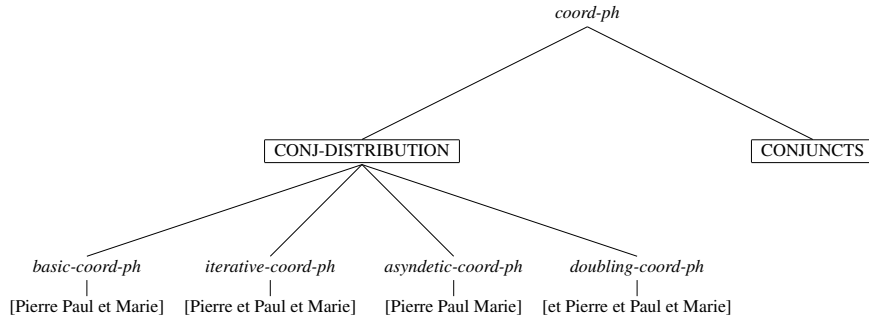 coord-ph
CONJ-DISTRIBUTION CONJUNCTS
basic-coord-ph iterative-coord-ph asyndetic-coord-ph doubling-coord-ph
[Pierre Paul et Marie] [Pierre et Paul et Marie] [Pierre Paul Marie] [et Pierre et Paul et Marie]